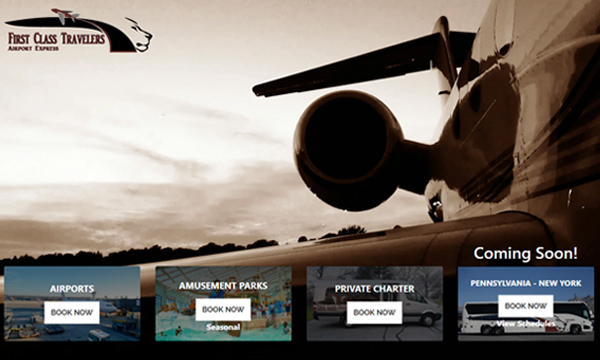 First Class Travelers
Airport Express
Coming Soon!
AIRPORTS
BOOK NOW
AMUSEMENT PARKS
BOOK NOW
Seasonal
PRIVATE CHARTER
BOOK NOW
PENNSYLVANIA - NEW YORK
BOOK NOW
View Schedules